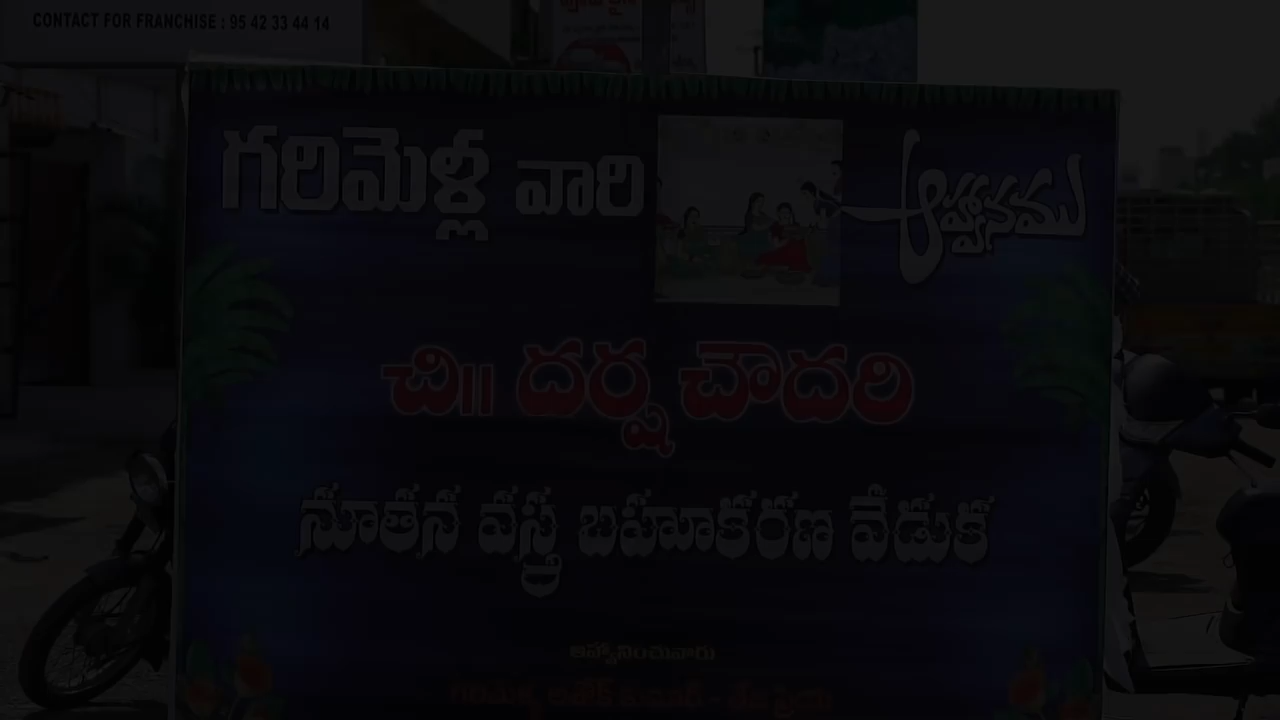 CONTACT FOR FRANCHISE : 95 42 33 44 14
గరిమెళ్లీ వారి ఆహ్వానము
చి|| దర్ష చౌదరి
నూతన వస్త్ర బహూకరణ వేడుక
ఆహ్వానించువారు